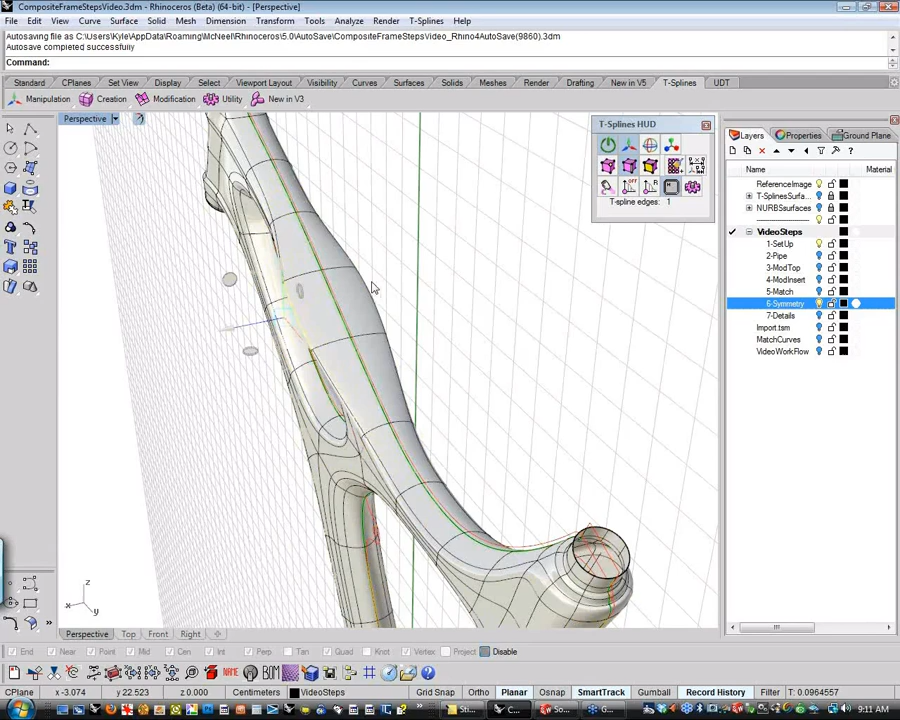 CompositeFrameStepsVideo.3dm - Rhinoceros (Beta) (64-bit) - [Perspective]
File Edit View Curve Surface Solid Mesh Dimension Transform Tools Analyze Render T-Splines Help
Autosaving file as C:\Users\Kyle\AppData\Roaming\McNeel\Rhinoceros\5.0\AutoSave\CompositeFrameStepsVideo_Rhino4AutoSave(9860).3dm
Autosave completed successfully
Command:
Standard CPlanes Set View Display Select Viewport Layout Visibility Curves Surfaces Solids Meshes Render Drafting New in V5 T-Splines UDT
Manipulation Creation Modification Utility New in V3
Perspective
T-Splines HUD
T-spline edges: 1
Layers Properties Ground Plane
Name Material
ReferenceImage
T-SplinesSurfa...
NURBSsurfaces
--------------------
VideoSteps
1-SetUp
2-Pipe
3-ModTop
4-ModInsert
5-Match
6-Symmetry
7-Details
Import.tsm
MatchCurves
VideoWorkFlow
z
x y
Perspective Top Front Right
End Near Point Mid Cen Int Perp Tan Quad Knot Vertex Project Disable
NAME
CPlane x -3.074 y 22.523 z 0.000 Centimeters VideoSteps Grid Snap Ortho Planar Osnap SmartTrack Gumball Record History Filter T: 0.0964557
Sti... C... So... G... 9:11 AM